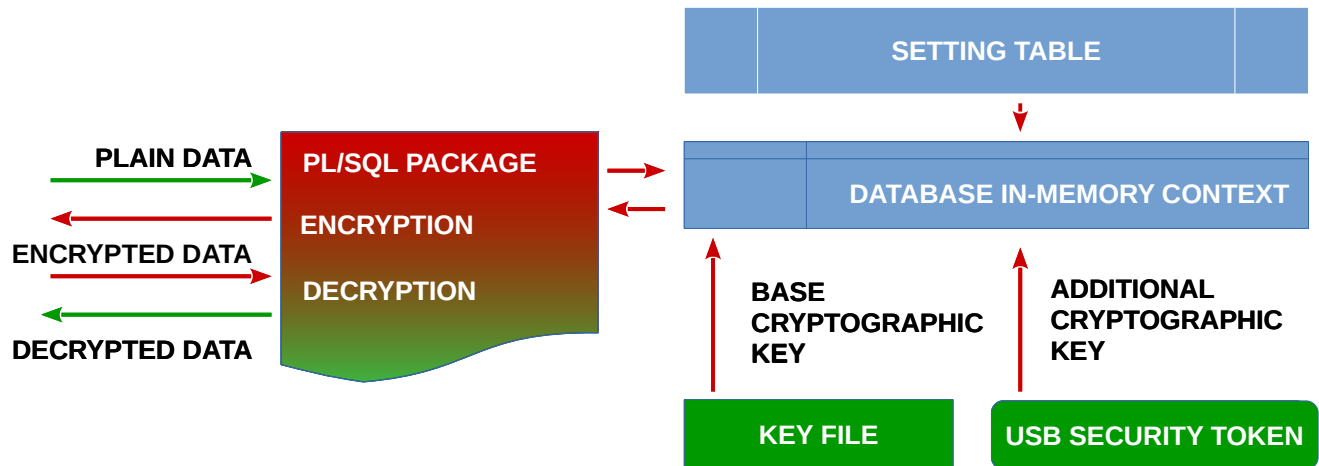 SETTING TABLE
PLAIN DATA
PL/SQL PACKAGE
DATABASE IN-MEMORY CONTEXT
ENCRYPTION
ENCRYPTED DATA
DECRYPTION
DECRYPTED DATA
BASE
CRYPTOGRAPHIC
KEY
ADDITIONAL
CRYPTOGRAPHIC
KEY
KEY FILE
USB SECURITY TOKEN